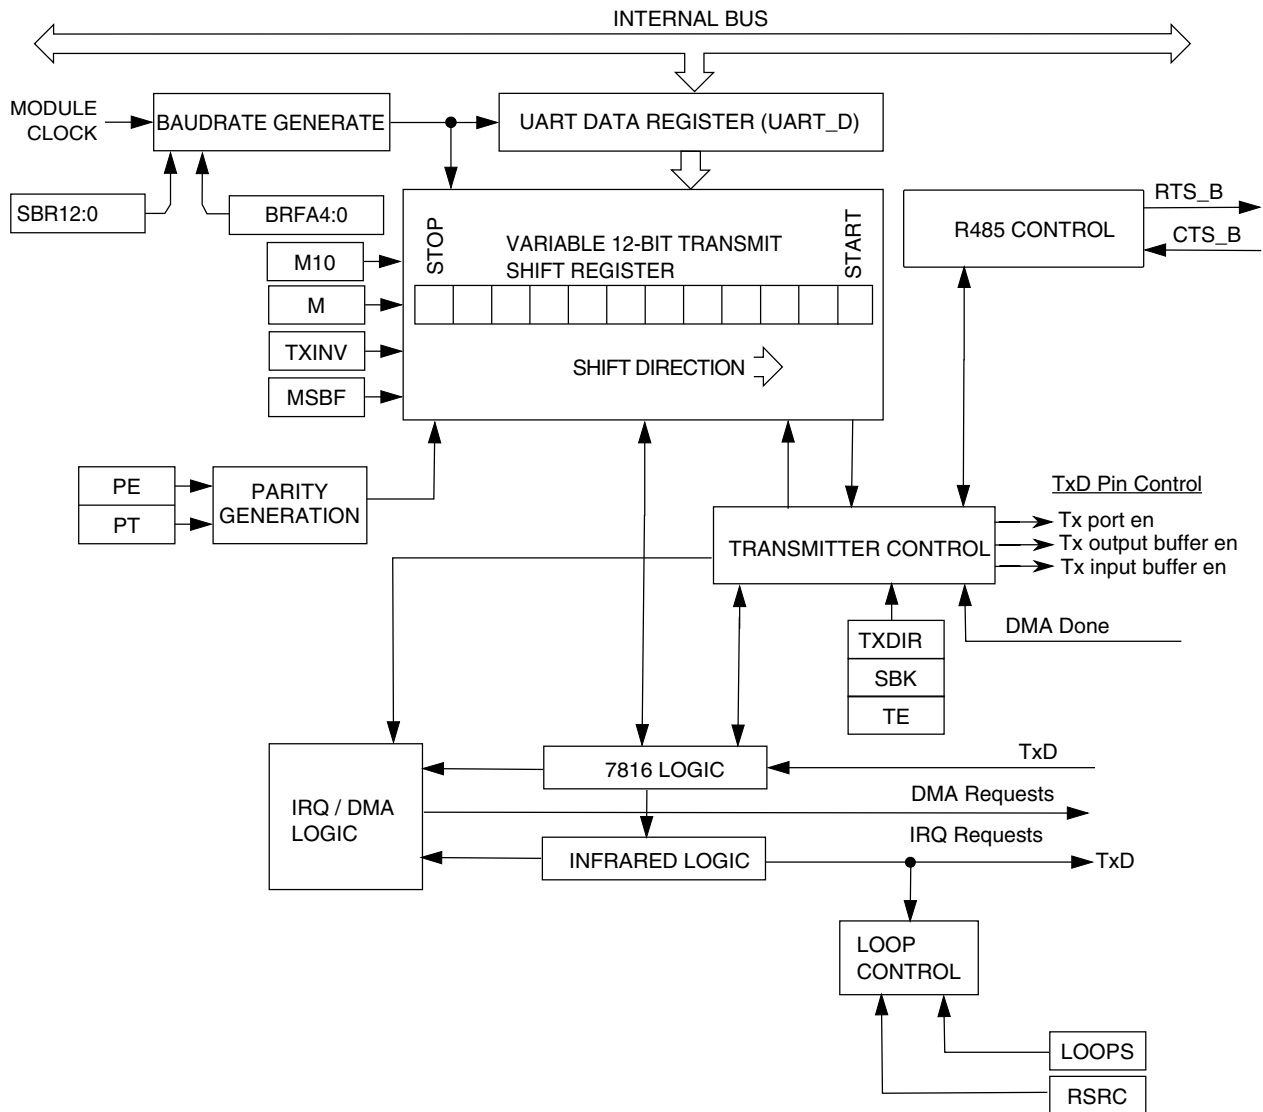 INTERNAL BUS
MODULE
CLOCK
BAUDRATE GENERATE
UART DATA REGISTER (UART_D)
SBR12:0
BRFA4:0
RTS_B
R485 CONTROL
CTS_B
STOP
VARIABLE 12-BIT TRANSMIT
SHIFT REGISTER
START
M10
M
TXINV
SHIFT DIRECTION
MSBF
PE
PT
PARITY
GENERATION
TxD Pin Control
Tx port en
TRANSMITTER CONTROL
Tx output buffer en
Tx input buffer en
DMA Done
TXDIR
SBK
TE
TxD
7816 LOGIC
DMA Requests
IRQ / DMA
LOGIC
IRQ Requests
INFRARED LOGIC
TxD
LOOP
CONTROL
LOOPS
RSRC